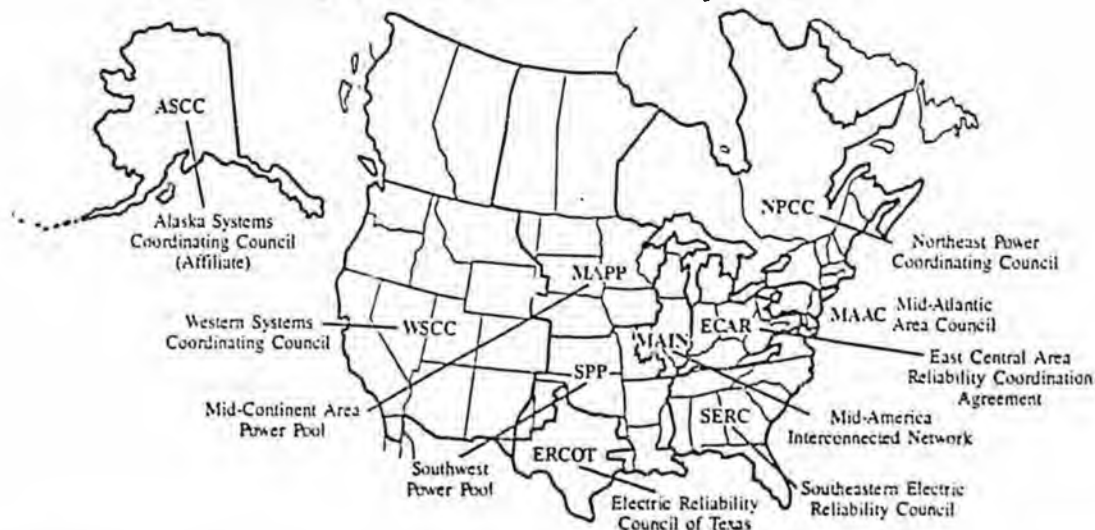 ASCC
Alaska Systems
Coordinating Council
(Affiliate)
NPCC
Northeast Power
Coordinating Council
MAPP
MAAC Mid-Atlantic
Area Council
Western Systems
Coordinating Council
WSCC
ECAR
MAIN
East Central Area
Reliability Coordination
Agreement
SPP
Mid-Continent Area
Power Pool
SERC
Mid-America
Interconnected Network
ERCOT
Southwest
Power Pool
Electric Reliability
Council of Texas
Southeastern Electric
Reliability Council